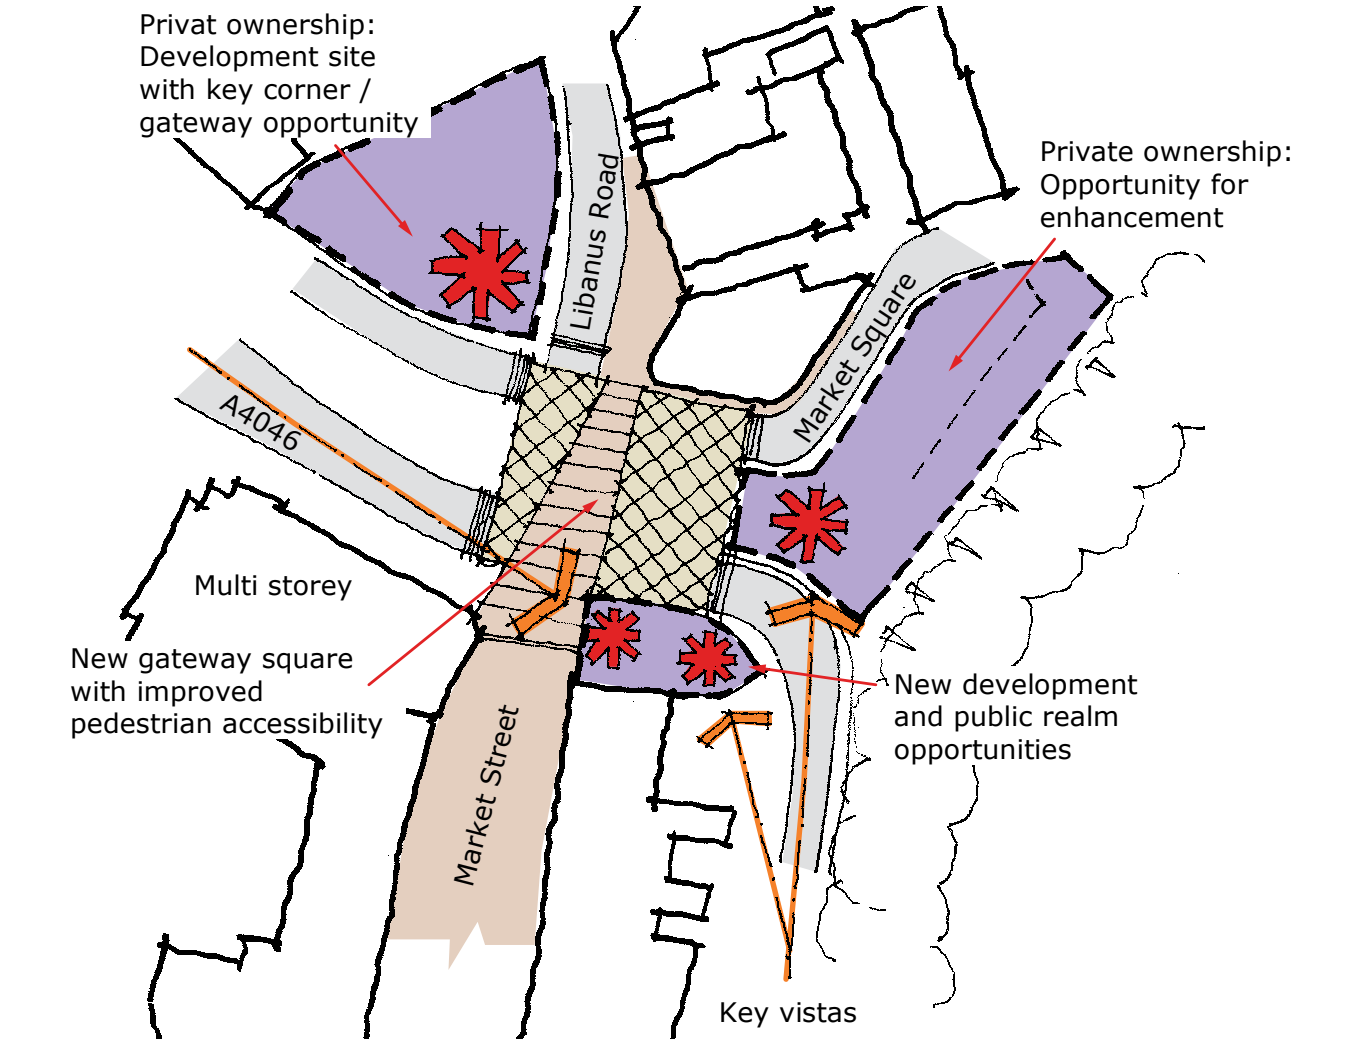 Privat ownership:
Development site
with key corner /
gateway opportunity
Private ownership:
Opportunity for
enhancement
Libanus Road
Market Square
A4046
Multi storey
New gateway square
with improved
pedestrian accessibility
New development
and public realm
opportunities
Market Street
Key vistas